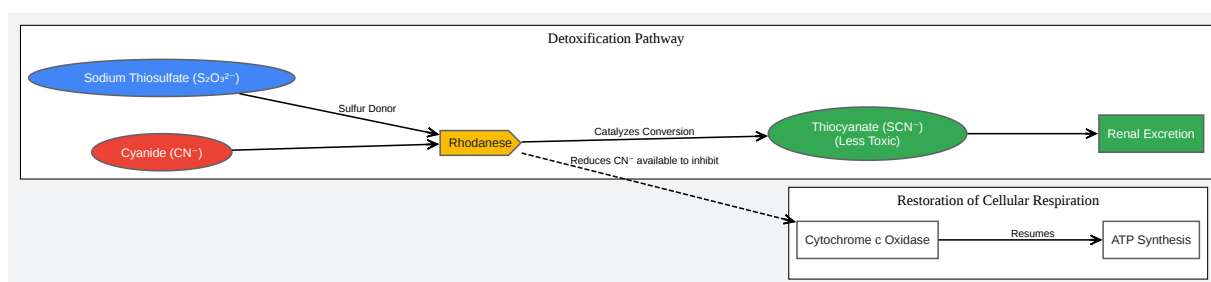 Detoxification Pathway
Sodium Thiosulfate (S₂O₃²⁻)
Sulfur Donor
Cyanide (CN⁻)
Rhodanese
Catalyzes Conversion
Thiocyanate (SCN⁻)
(Less Toxic)
Renal Excretion
Reduces CN⁻ available to inhibit
Restoration of Cellular Respiration
Cytochrome c Oxidase
Resumes
ATP Synthesis